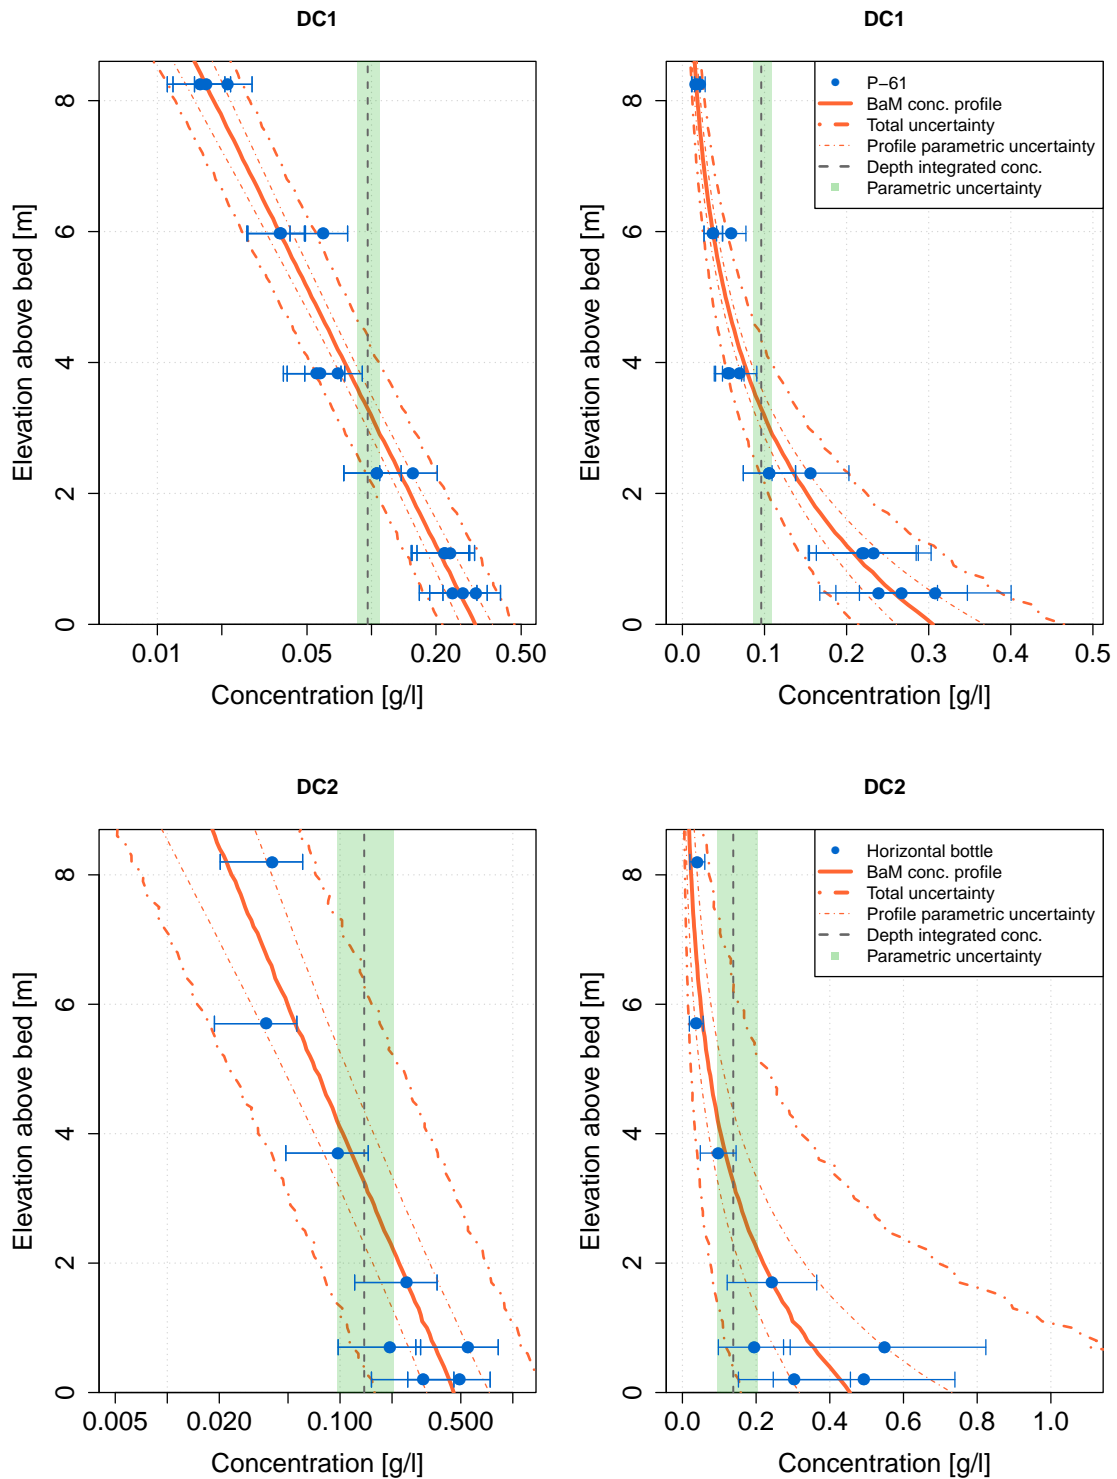 DC1
8
6
4
2
0
Elevation above bed [m]
0.01
0.05
0.20
0.50
Concentration [g/l]
DC1
P−61
BaM conc. profile
Total uncertainty
Profile parametric uncertainty
Depth integrated conc.
Parametric uncertainty
8
6
4
2
0
Elevation above bed [m]
0.0
0.1
0.2
0.3
0.4
0.5
Concentration [g/l]
DC2
8
6
4
2
0
Elevation above bed [m]
0.005
0.020
0.100
0.500
Concentration [g/l]
DC2
Horizontal bottle
BaM conc. profile
Total uncertainty
Profile parametric uncertainty
Depth integrated conc.
Parametric uncertainty
8
6
4
2
0
Elevation above bed [m]
0.0
0.2
0.4
0.6
0.8
1.0
Concentration [g/l]